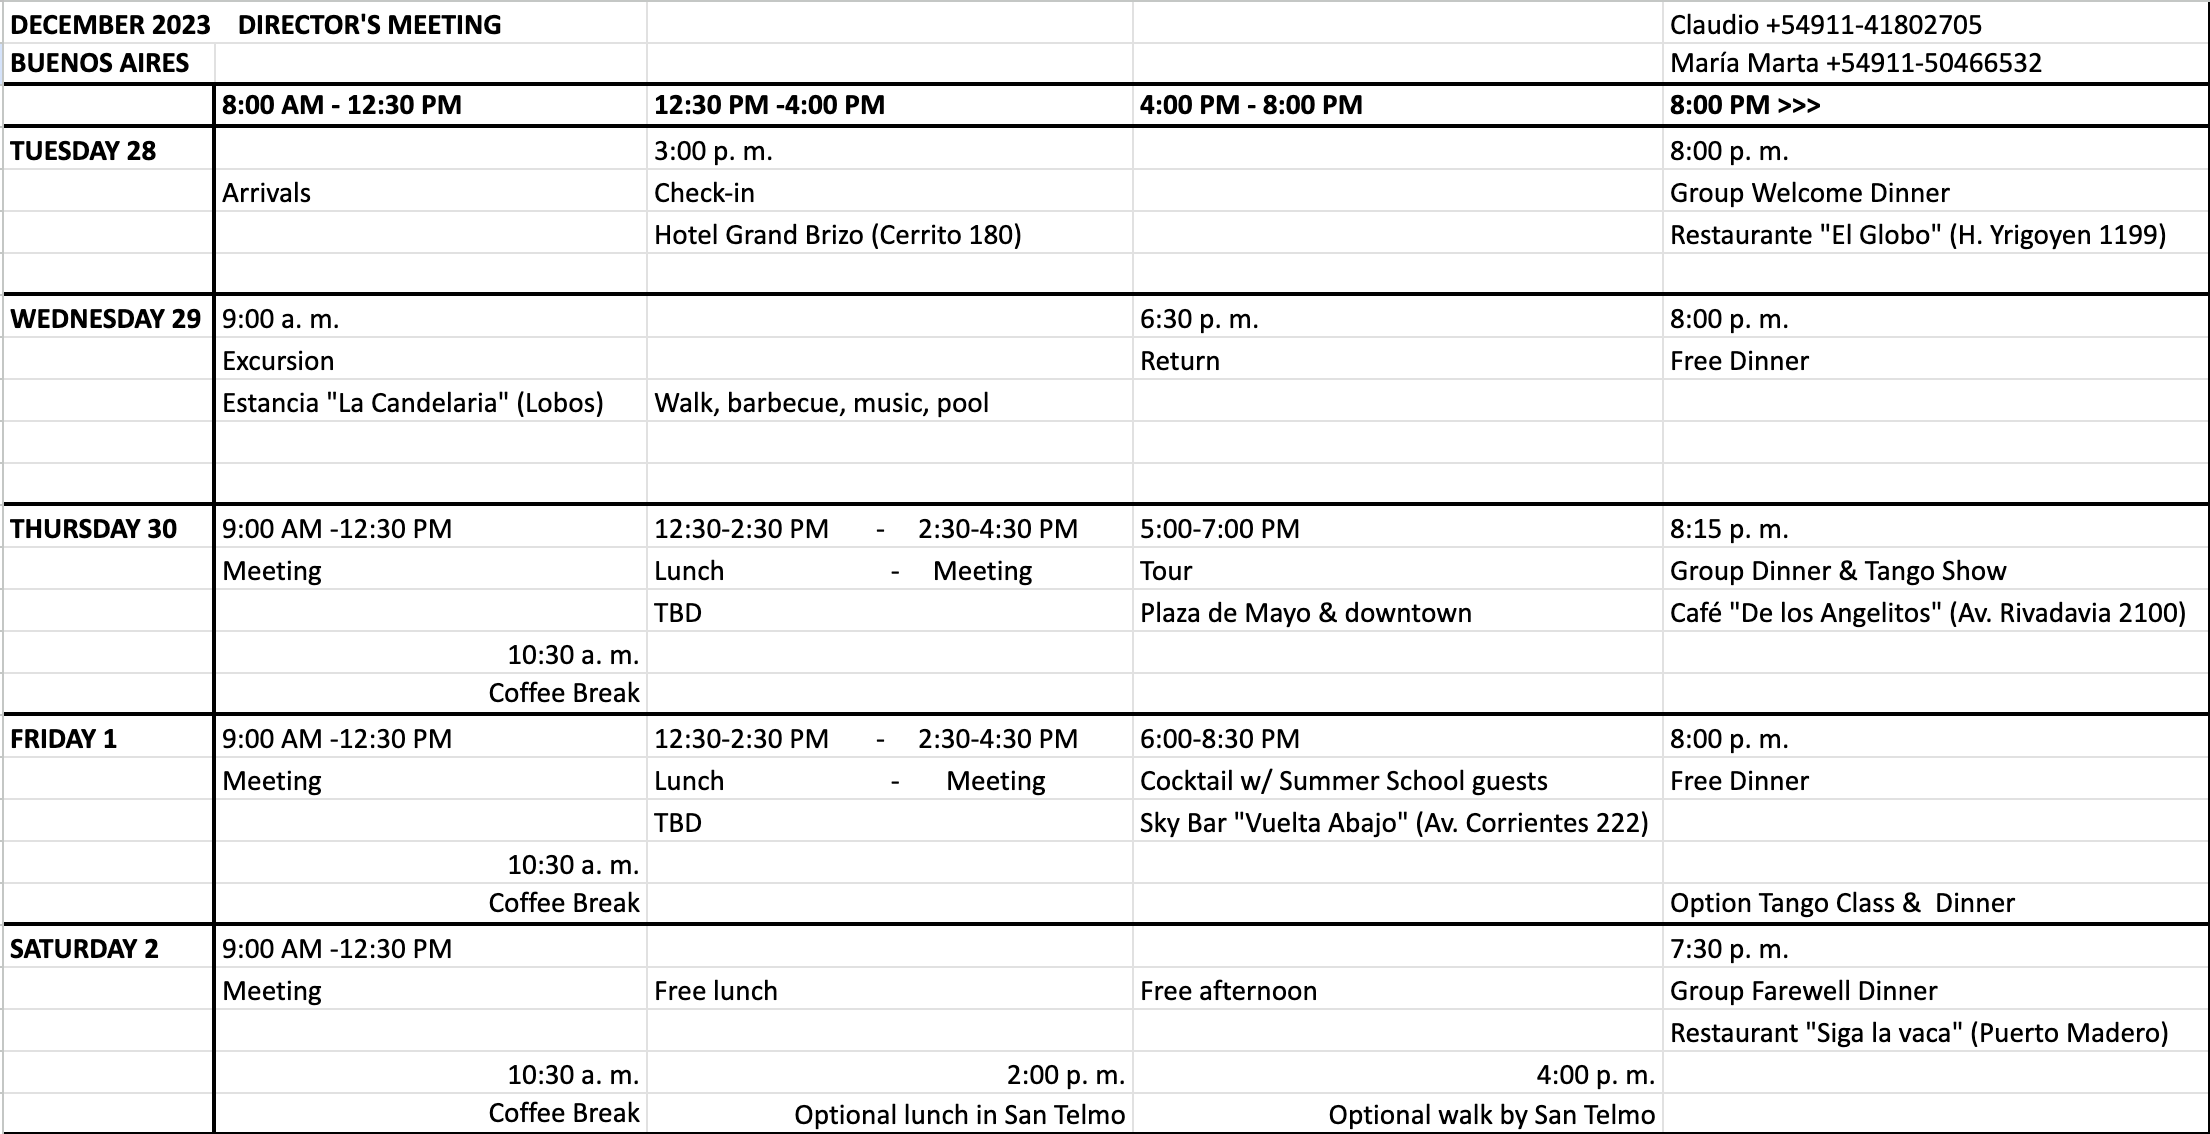 DECEMBER 2023 DIRECTOR'S MEETING Claudio +54911-41802705
BUENOS AIRES María Marta +54911-50466532
8:00 AM - 12:30 PM 12:30 PM -4:00 PM 4:00 PM - 8:00 PM 8:00 PM >>>
TUESDAY 28 3:00 p. m. 8:00 p. m.
Arrivals Check-in Group Welcome Dinner
Hotel Grand Brizo (Cerrito 180) Restaurante "El Globo" (H. Yrigoyen 1199)
WEDNESDAY 29 9:00 a. m. 6:30 p. m. 8:00 p. m.
Excursion Return Free Dinner
Estancia "La Candelaria" (Lobos) Walk, barbecue, music, pool
THURSDAY 30 9:00 AM -12:30 PM 12:30-2:30 PM - 2:30-4:30 PM 5:00-7:00 PM 8:15 p. m.
Meeting Lunch - Meeting Tour Group Dinner & Tango Show
TBD Plaza de Mayo & downtown Café "De los Angelitos" (Av. Rivadavia 2100)
10:30 a. m.
Coffee Break
FRIDAY 1 9:00 AM -12:30 PM 12:30-2:30 PM - 2:30-4:30 PM 6:00-8:30 PM 8:00 p. m.
Meeting Lunch - Meeting Cocktail w/ Summer School guests Free Dinner
TBD Sky Bar "Vuelta Abajo" (Av. Corrientes 222)
10:30 a. m.
Coffee Break Option Tango Class & Dinner
SATURDAY 2 9:00 AM -12:30 PM 7:30 p. m.
Meeting Free lunch Free afternoon Group Farewell Dinner
Restaurant "Siga la vaca" (Puerto Madero)
10:30 a. m. 2:00 p. m. 4:00 p. m.
Coffee Break Optional lunch in San Telmo Optional walk by San Telmo